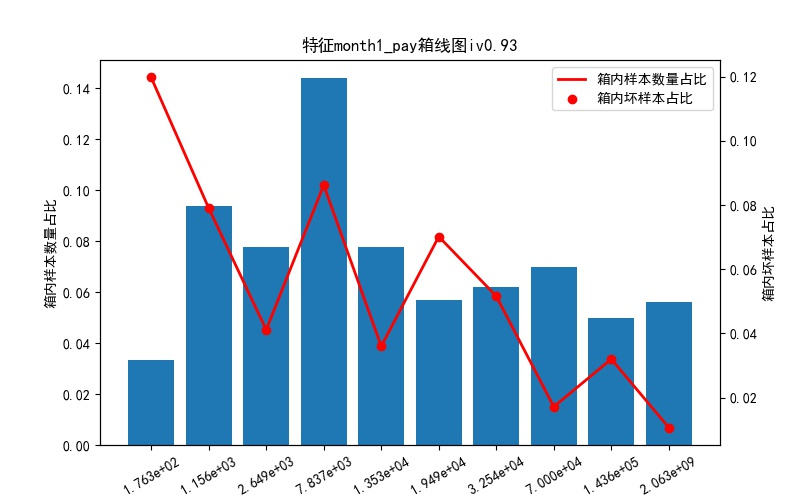 特征month1_pay箱线图iv0.93
箱内样本数量占比
箱内坏样本占比
0.14
0.12
0.10
0.08
0.06
0.04
0.02
0.00
箱内样本数量占比
0.12
0.10
0.08
0.06
0.04
0.02
箱内坏样本占比
1.763e+02
1.156e+03
2.649e+03
7.837e+03
1.353e+04
1.949e+04
3.254e+04
7.000e+04
1.436e+05
2.063e+09